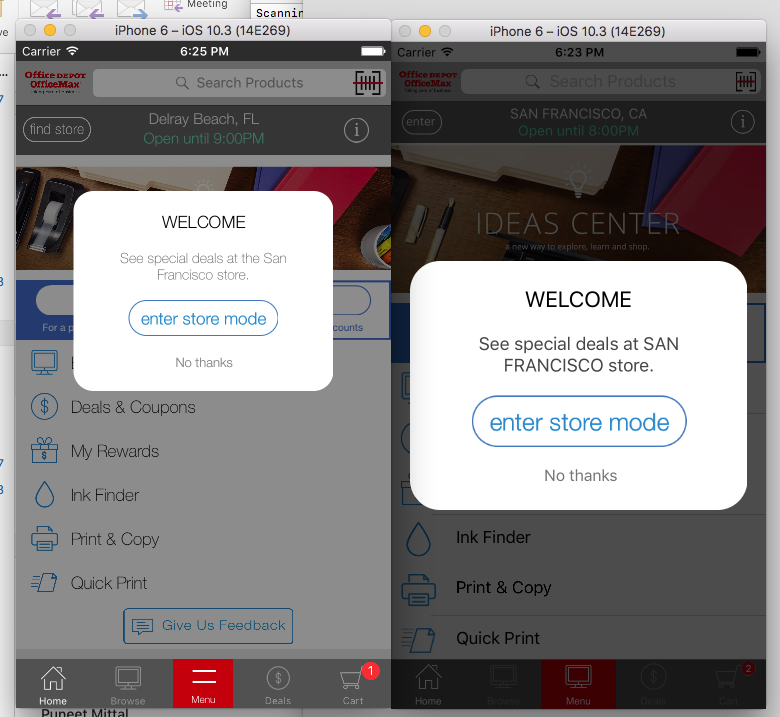 Meeting
Scannin
iPhone 6 – iOS 10.3 (14E269)
Carrier
6:25 PM
Office DEPOT
OfficeMax
Search Products
find store
Delray Beach, FL
Open until 9:00PM
i
WELCOME
See special deals at the San
Francisco store.
enter store mode
No thanks
For a p
counts
Deals & Coupons
$
My Rewards
Ink Finder
Print & Copy
Quick Print
Give Us Feedback
Home
Browse
Menu
Deals
Cart
1
Puneet Mittal
iPhone 6 – iOS 10.3 (14E269)
Carrier
6:23 PM
Office DEPOT
OfficeMax
Search Products
enter
SAN FRANCISCO, CA
Open until 8:00PM
i
IDEAS CENTER
a new way to explore, learn and shop.
WELCOME
See special deals at SAN
FRANCISCO store.
enter store mode
No thanks
Ink Finder
Print & Copy
Quick Print
Home
Browse
Menu
Deals
Cart
2